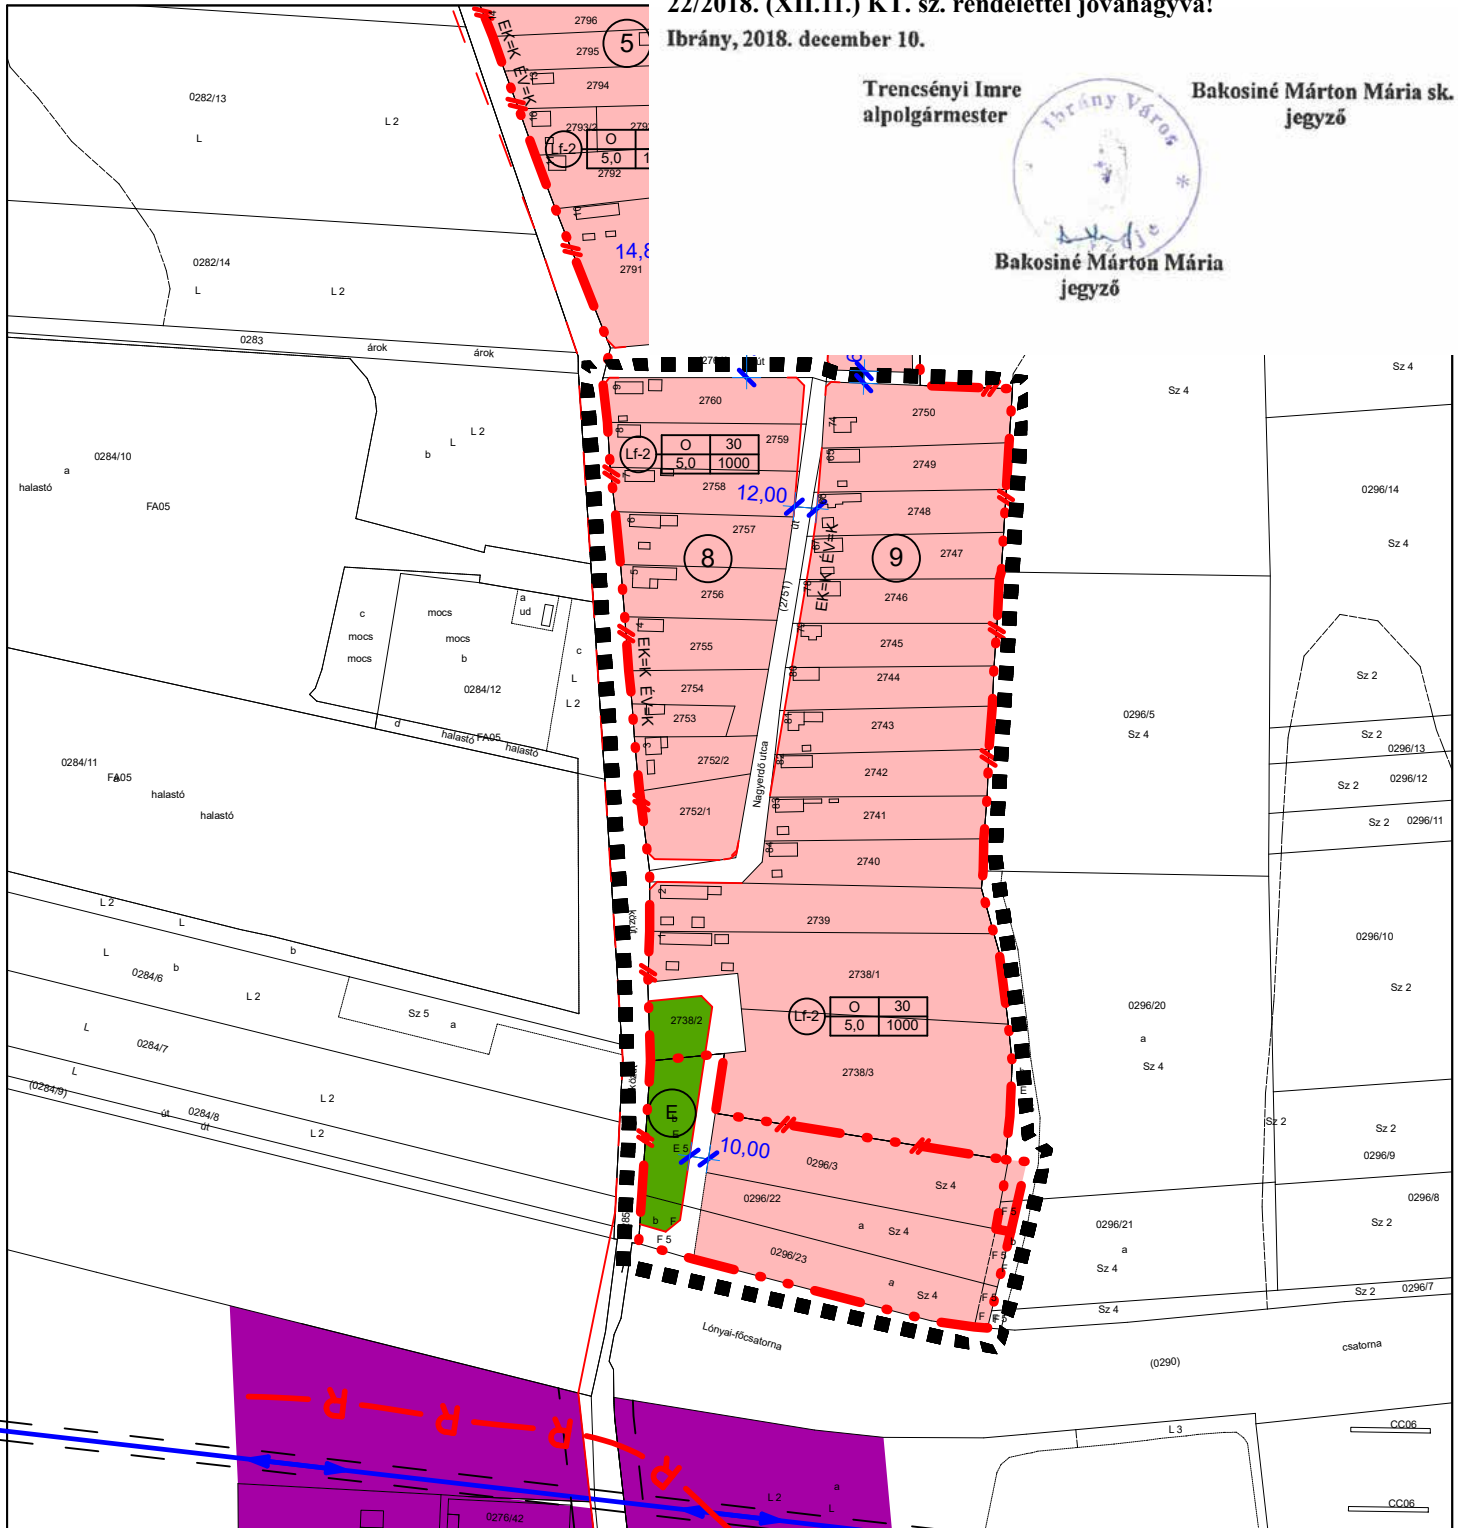 22/2018. (XII.11.) KT. sz. rendelettel jóváhagyva!
Ibrány, 2018. december 10.
Trencsényi Imre
alpolgármester
Bakosiné Márton Mária sk.
jegyző
Ibrány Város *
Bakosiné Márton Mária
jegyző
2796
2795
5
2794
2793/2
EK=K ÉV=K
Lf-2
O
5,0
2792
2791
0282/13
L 2
L
0282/14
L
L 2
0283
árok
árok
út
2760
2759
Lf-2
O 30
5,0 1000
2758
12,00
2757
8
2756
2755
EK=K ÉV=K
2754
2753
2752/2
2752/1
út
(2751)
Nagyerdő utca
EK=K ÉV=K
2750
2749
2748
2747
9
2746
2745
2744
2743
2742
2741
2740
2739
2738/1
Lf-2
O 30
5,0 1000
2738/2
2738/3
E
b
E
E 5
10,00
0296/3
Sz 4
0296/22
a
Sz 4
0296/23
a
Sz 4
b F
F 5
F 5
b
F 5
F
F 5
F
Lónyai-főcsatorna
(0290)
csatorna
0284/10
a
halastó
FA05
b
L
L 2
c
mocs
mocs
mocs
mocs
b
0284/12
a
ud
c
L
L 2
d
halastó FA05
halastó
0284/11
FA05
halastó
halastó
L 2
L
b
L
b
0284/6
L 2
Sz 5
a
L
0284/7
L
L 2
(0284/9)
út
0284/8
út
L 2
közút
közút
Sz 4
Sz 4
0296/14
Sz 4
Sz 2
0296/5
Sz 4
Sz 2
0296/13
Sz 2
0296/12
Sz 2
0296/11
0296/10
Sz 2
0296/20
a
Sz 4
Sz 2
Sz 2
0296/9
0296/8
Sz 2
0296/21
a
Sz 4
Sz 2
0296/7
Sz 4
R
R
R
R
L 2
a
L
0276/42
L 3
CC06
CC06